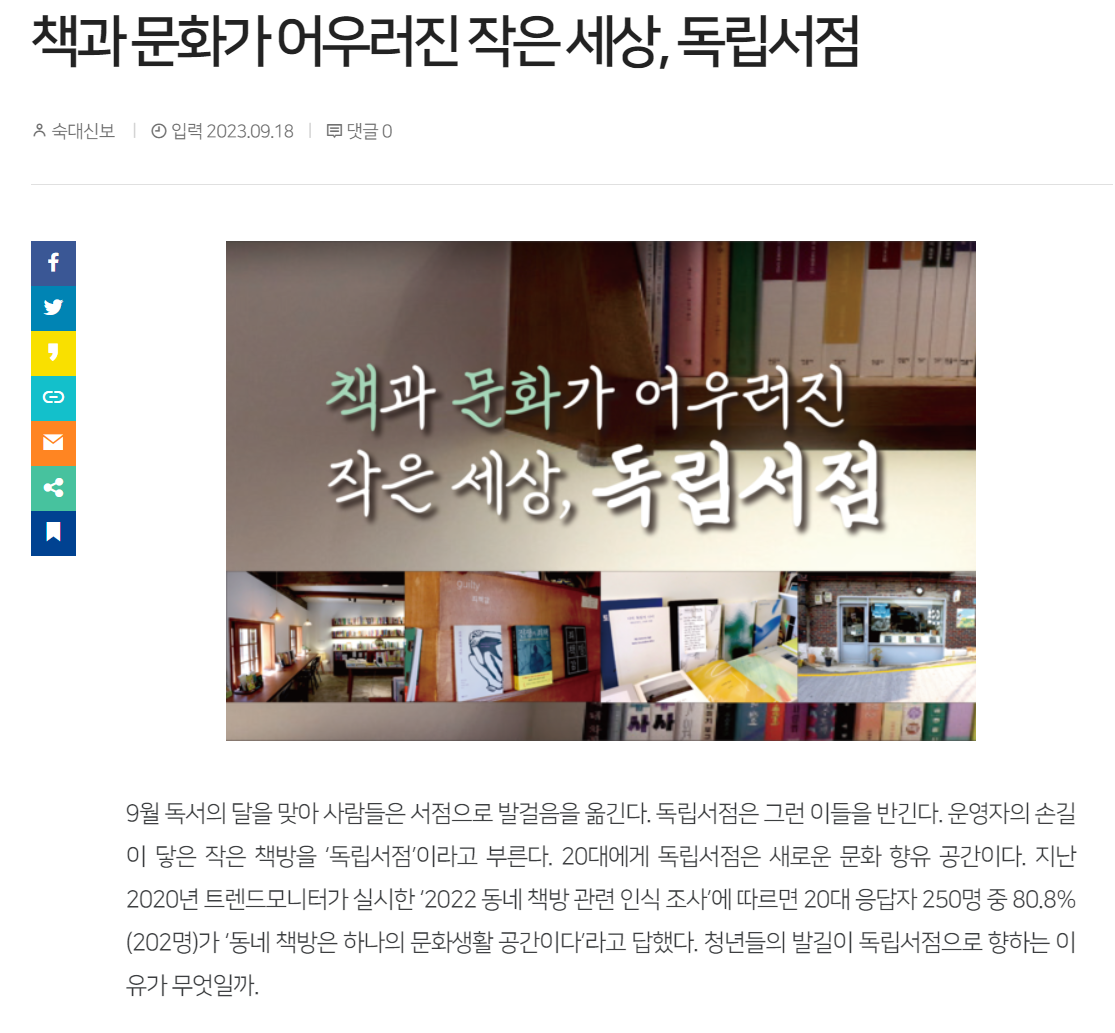 책과 문화가 어우러진 작은 세상, 독립서점
숙대신보 | 입력 2023.09.18 | 댓글 0
책과 문화가 어우러진
작은 세상, 독립서점
guilty
죄책감
9월 독서의 달을 맞아 사람들은 서점으로 발걸음을 옮긴다. 독립서점은 그런 이들을 반긴다. 운영자의 손길
이 닿은 작은 책방을 ‘독립서점’이라고 부른다. 20대에게 독립서점은 새로운 문화 향유 공간이다. 지난
2020년 트렌드모니터가 실시한 ‘2022 동네 책방 관련 인식 조사’에 따르면 20대 응답자 250명 중 80.8%
(202명)가 ‘동네 책방은 하나의 문화생활 공간이다’라고 답했다. 청년들의 발길이 독립서점으로 향하는 이
유가 무엇일까.